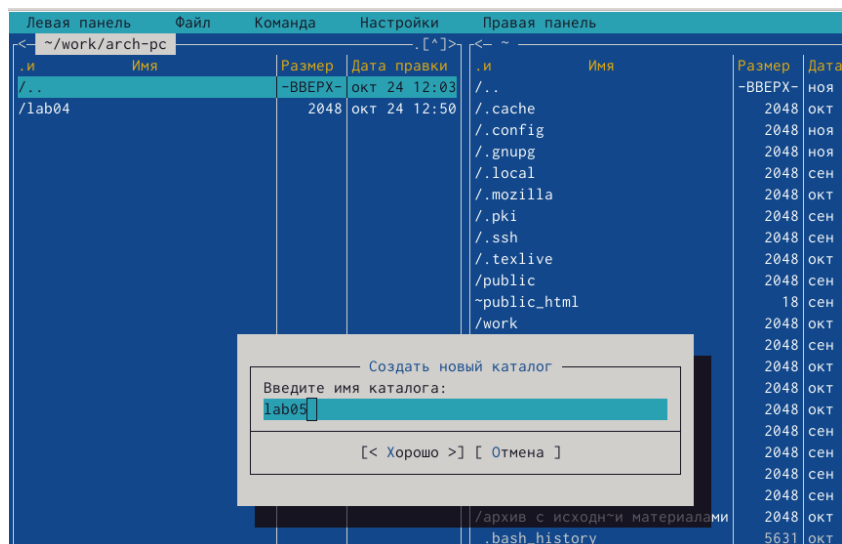 Левая панель Файл Команда Настройки Правая панель
<— ~/work/arch-pc .[^]>
.и Имя Размер Дата правки
/.. -ВВЕРХ- окт 24 12:03
/lab04 2048 окт 24 12:50
<— ~
.и Имя Размер Дата
/.. -ВВЕРХ- ноя
/.cache 2048 окт
/.config 2048 ноя
/.gnupg 2048 ноя
/.local 2048 сен
/.mozilla 2048 окт
/.pki 2048 сен
/.ssh 2048 сен
/.texlive 2048 окт
/public 2048 сен
~public_html 18 сен
/work 2048 окт
2048 сен
2048 окт
2048 окт
2048 окт
2048 сен
2048 сен
2048 сен
2048 сен
/архив с исходн~и материалами 2048 окт
.bash_history 5631 окт
Создать новый каталог
Введите имя каталога:
lab05
[< Хорошо >] [ Отмена ]